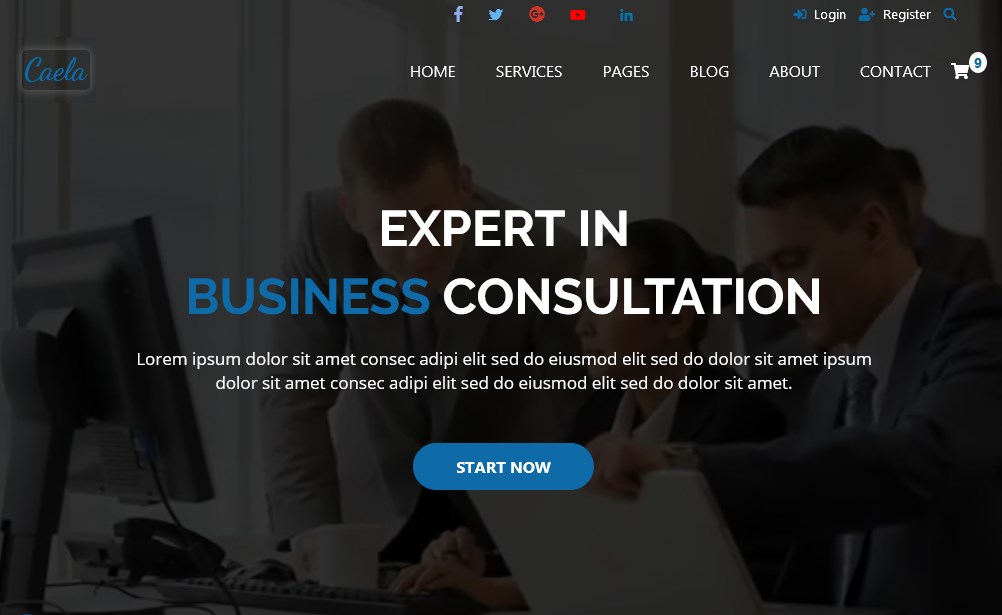 Login Register
Caela
HOME SERVICES PAGES BLOG ABOUT CONTACT 9
EXPERT IN
BUSINESS CONSULTATION
Lorem ipsum dolor sit amet consec adipi elit sed do eiusmod elit sed do dolor sit amet ipsum
dolor sit amet consec adipi elit sed do eiusmod elit sed do dolor sit amet.
START NOW